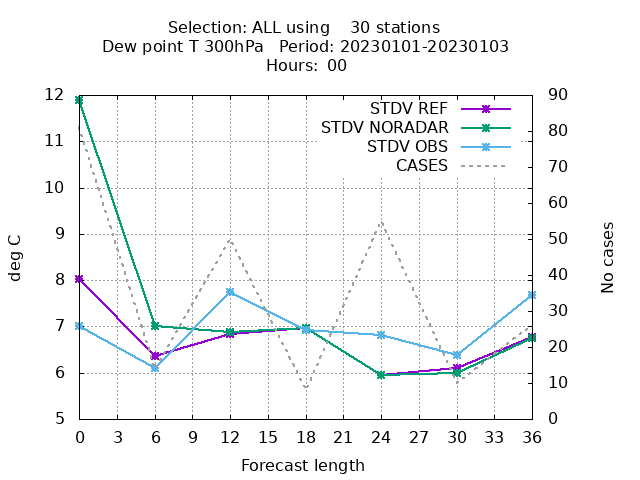 Selection: ALL using    30 stations
Dew point T 300hPa   Period: 20230101-20230103
Hours:  00
STDV REF
STDV NORADAR
STDV OBS
CASES
12
11
10
9
8
7
6
5
deg C
90
80
70
60
50
40
30
20
10
0
No cases
0 3 6 9 12 15 18 21 24 27 30 33 36
Forecast length